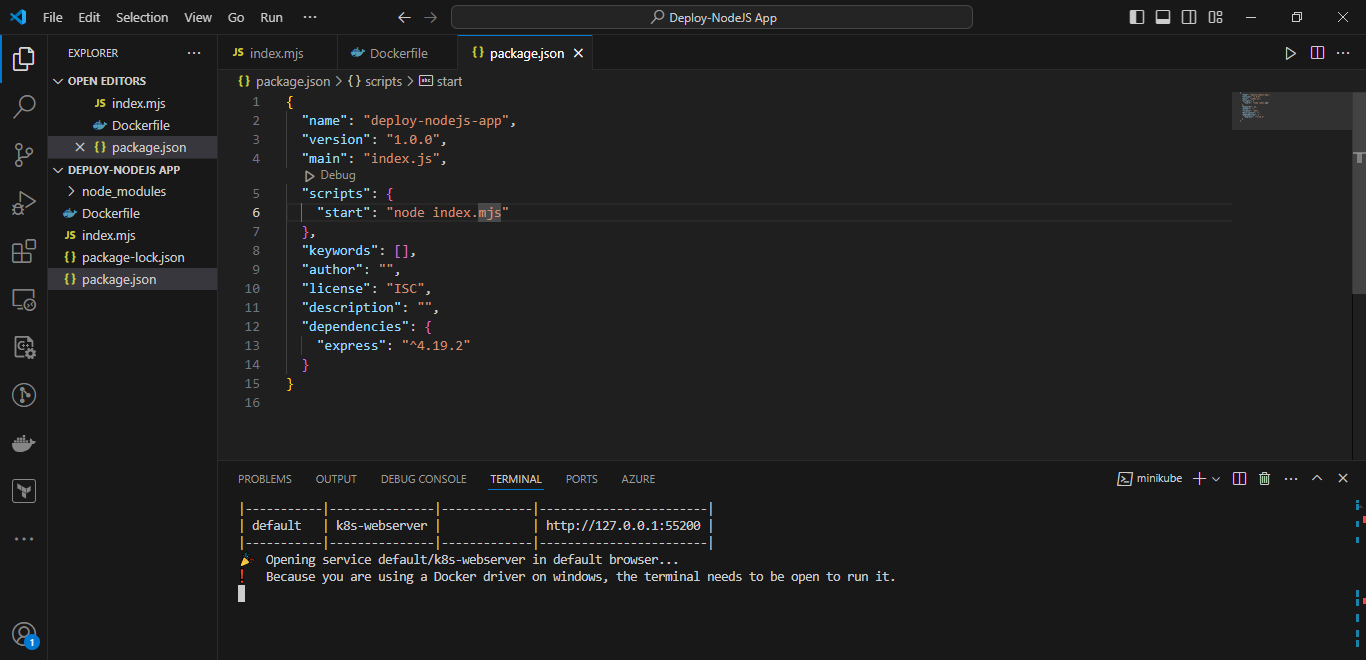 File Edit Selection View Go Run ··· Deploy-NodeJS App
EXPLORER ···
OPEN EDITORS
JS index.mjs
Dockerfile
{} package.json
DEPLOY-NODEJS APP
node_modules
Dockerfile
JS index.mjs
{} package-lock.json
{} package.json
1
JS index.mjs Dockerfile {} package.json
{} package.json > {} scripts > abc start
1 {
2 "name": "deploy-nodejs-app",
3 "version": "1.0.0",
4 "main": "index.js",
Debug
5 "scripts": {
6 "start": "node index.mjs"
7 },
8 "keywords": [],
9 "author": "",
10 "license": "ISC",
11 "description": "",
12 "dependencies": {
13 "express": "^4.19.2"
14 }
15 }
16
PROBLEMS OUTPUT DEBUG CONSOLE TERMINAL PORTS AZURE minikube
|-----------|---------------|-------------|------------------------|
| default | k8s-webserver | | http://127.0.0.1:55200 |
|-----------|---------------|-------------|------------------------|
🎉 Opening service default/k8s-webserver in default browser...
❗ Because you are using a Docker driver on windows, the terminal needs to be open to run it.